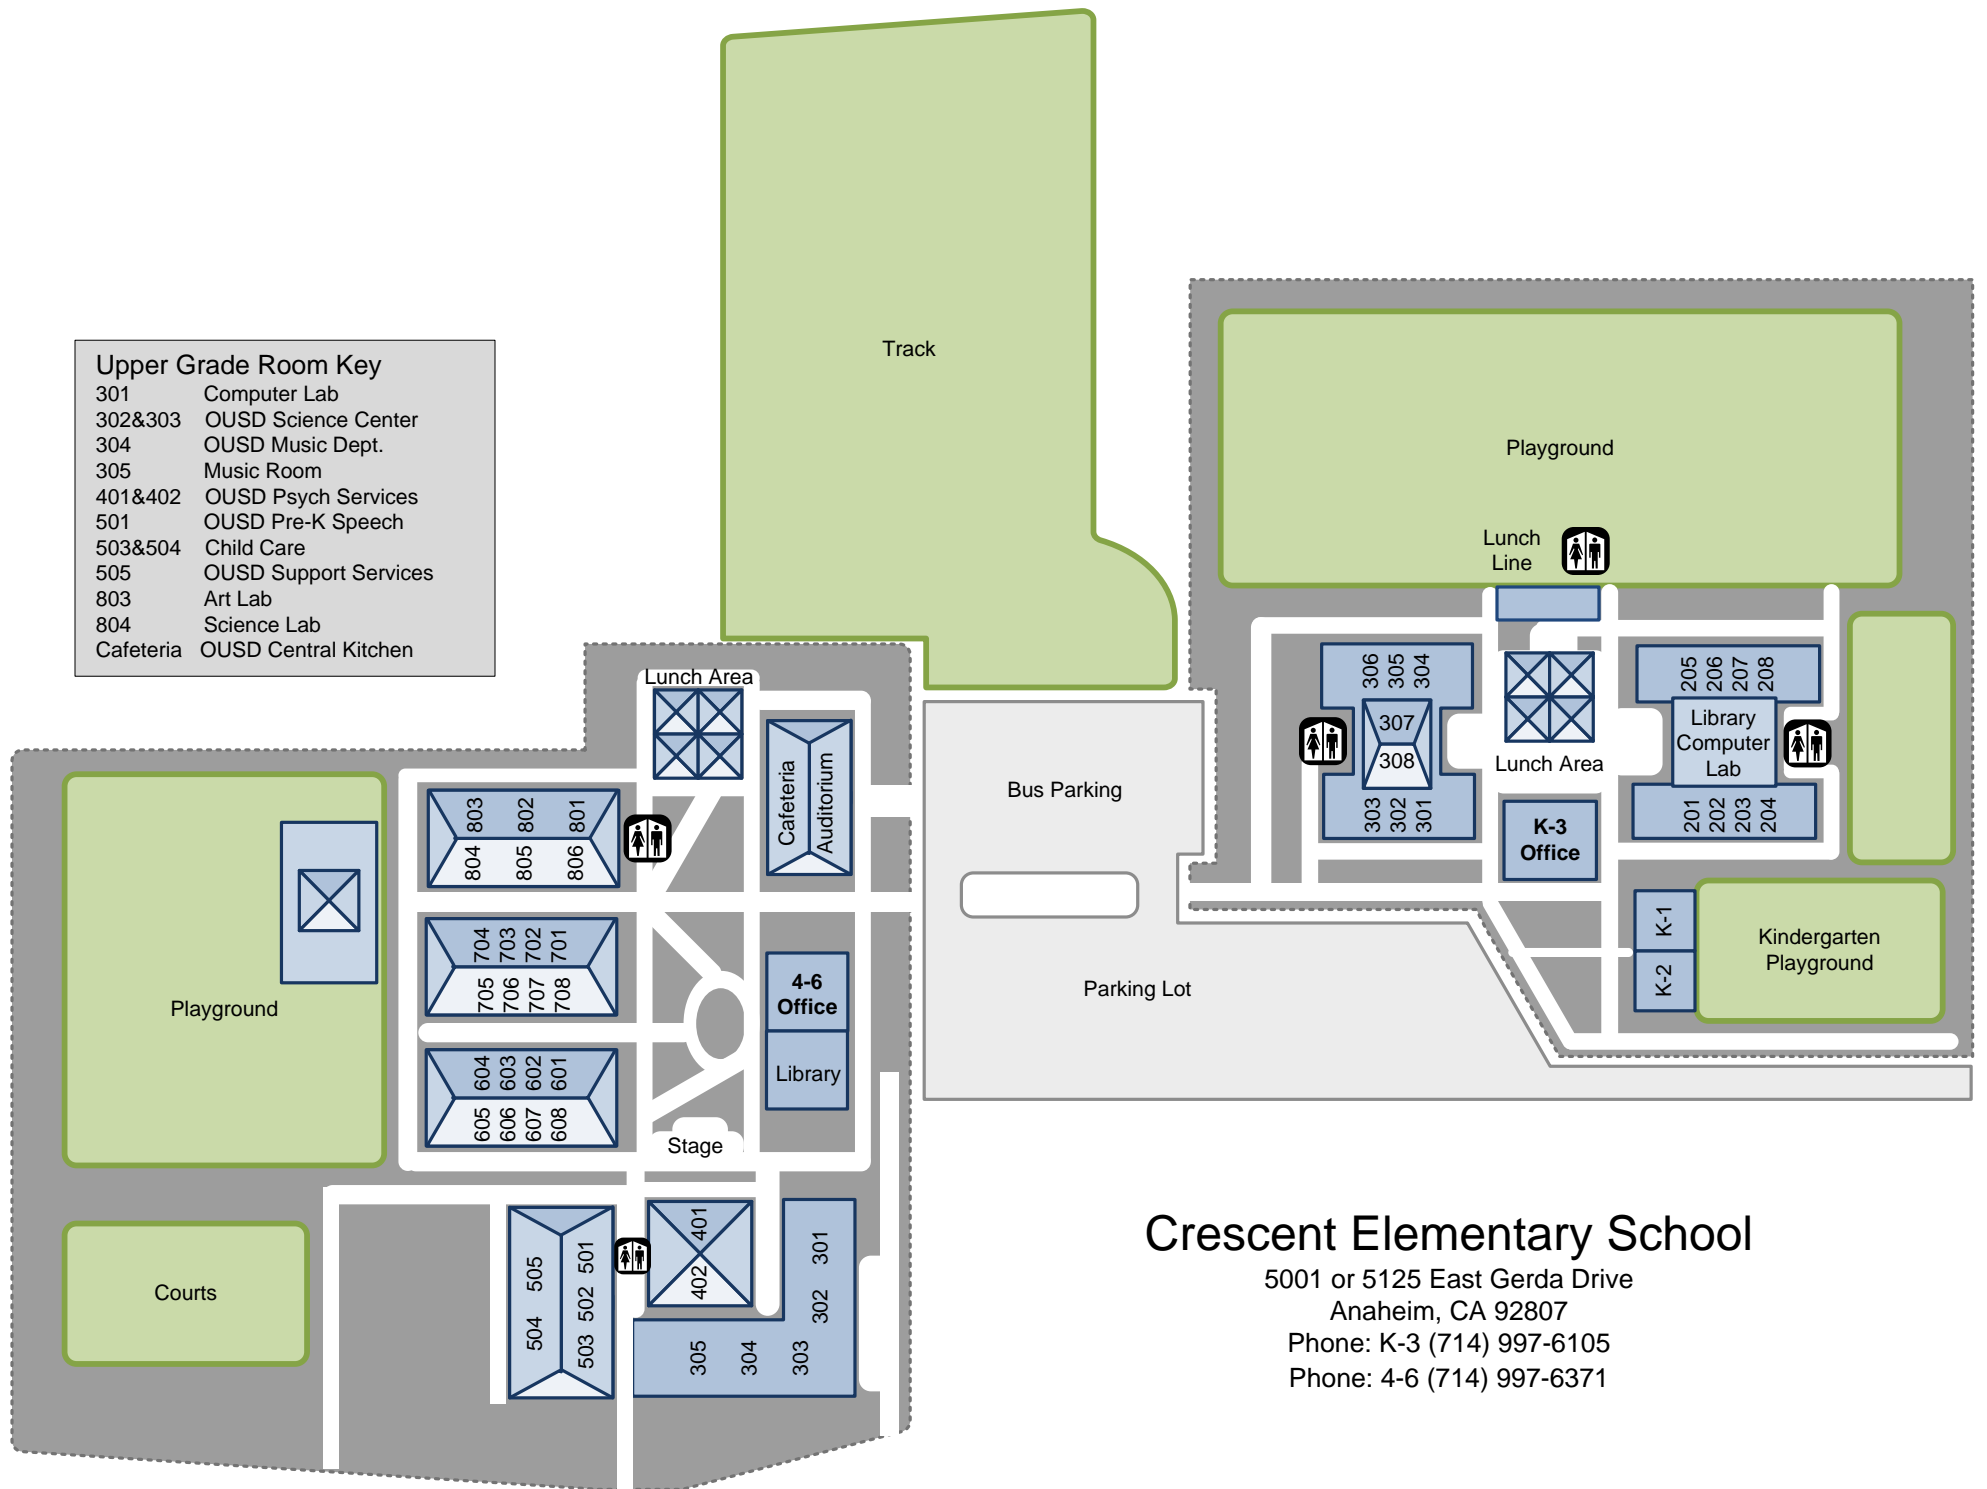 Track
Upper Grade Room Key
301 Computer Lab
302&303 OUSD Science Center
304 OUSD Music Dept.
305 Music Room
401&402 OUSD Psych Services
501 OUSD Pre-K Speech
503&504 Child Care
505 OUSD Support Services
803 Art Lab
804 Science Lab
Cafeteria OUSD Central Kitchen
Lunch Area
Cafeteria
Auditorium
803 802 801
804 805 806
704 703 702 701
705 706 707 708
604 603 602 601
605 606 607 608
Playground
4-6
Office
Library
Stage
Courts
505
504
501
502
503
401
402
301
302
303
304
305
Bus Parking
Parking Lot
Playground
Lunch
Line
306 305 304
307
308
303 302 301
Lunch Area
K-3
Office
205 206 207 208
Library
Computer
Lab
201 202 203 204
K-1
K-2
Kindergarten
Playground
Crescent Elementary School
5001 or 5125 East Gerda Drive
Anaheim, CA 92807
Phone: K-3 (714) 997-6105
Phone: 4-6 (714) 997-6371